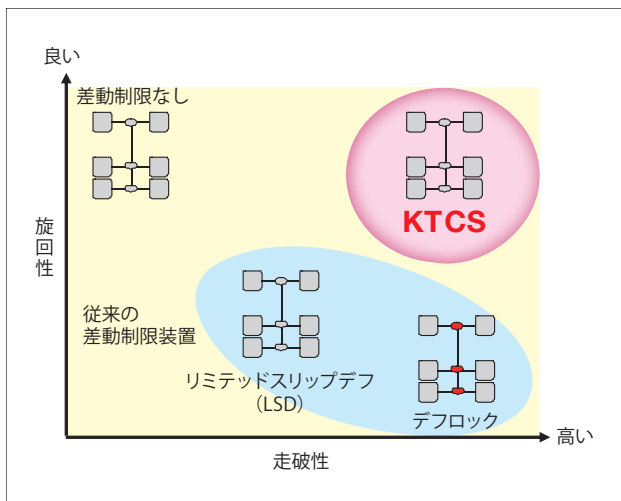 良い
差動制限なし
KTCS
旋回性
従来の
差動制限装置
リミテッドスリップデフ
（LSD）
デフロック
高い
走破性